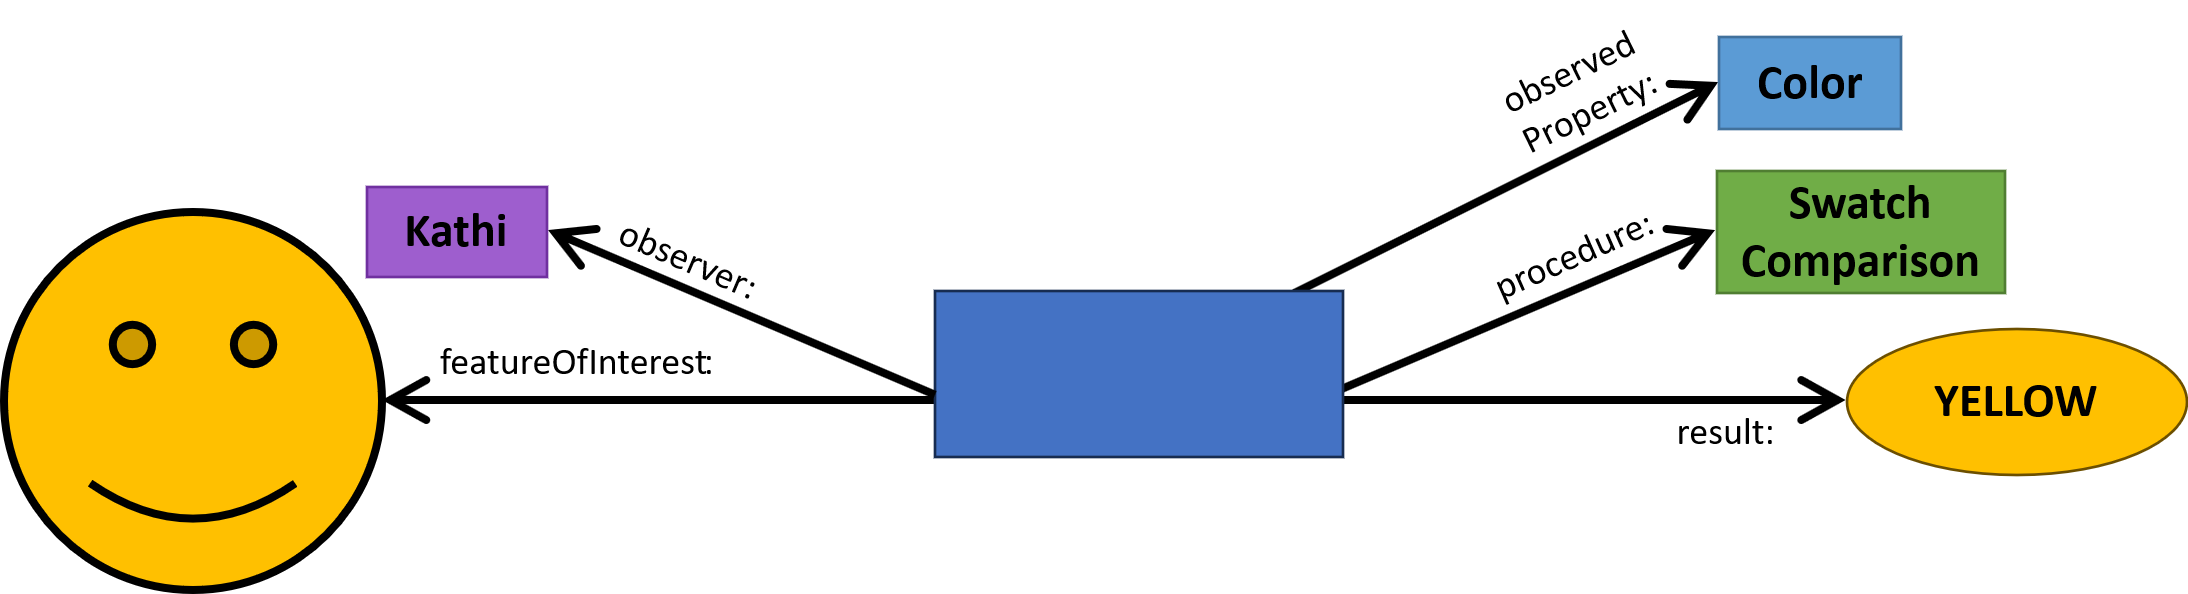 observed
Property:
Color
Kathi
observer:
procedure:
Swatch
Comparison
featureOfInterest:
YELLOW
result: